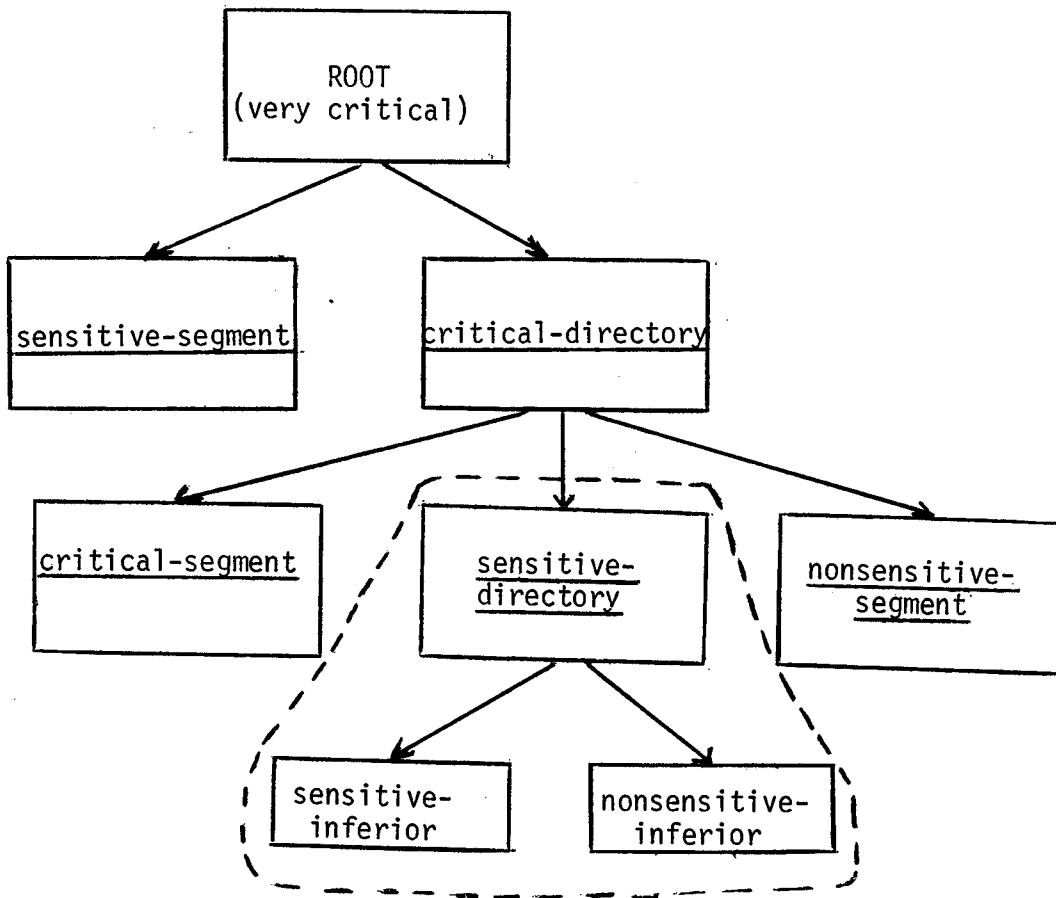 ROOT
(very critical)
sensitive-segment
critical-directory
critical-segment
sensitive-
directory
nonsensitive-
segment
sensitive-
inferior
nonsensitive-
inferior